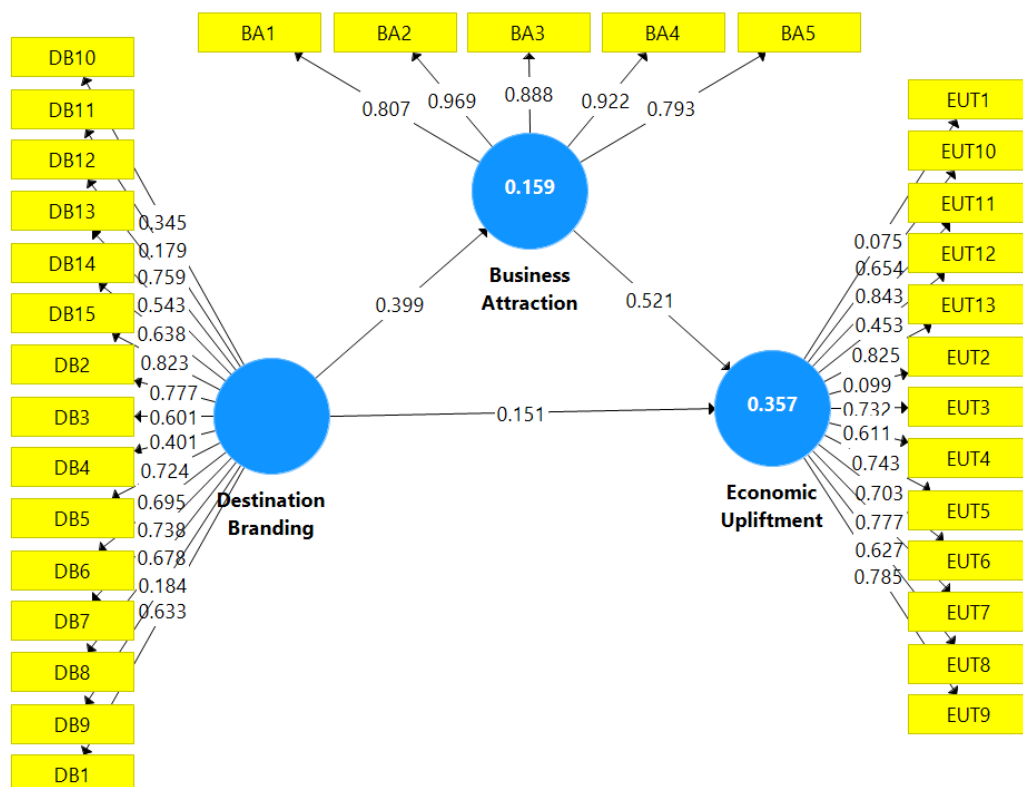 BA1
BA2
BA3
BA4
BA5
DB10
DB11
DB12
DB13
DB14
DB15
DB2
DB3
DB4
DB5
DB6
DB7
DB8
DB9
DB1
0.345
0.179
0.759
0.543
0.638
0.823
0.777
0.601
0.401
0.724
0.695
0.738
0.678
0.184
0.633
0.807
0.969
0.888
0.922
0.793
0.159
Business
Attraction
0.399
0.521
0.151
Destination
Branding
0.357
Economic
Upliftment
0.075
0.654
0.843
0.453
0.825
0.099
0.732
0.611
0.743
0.703
0.777
0.627
0.785
EUT1
EUT10
EUT11
EUT12
EUT13
EUT2
EUT3
EUT4
EUT5
EUT6
EUT7
EUT8
EUT9